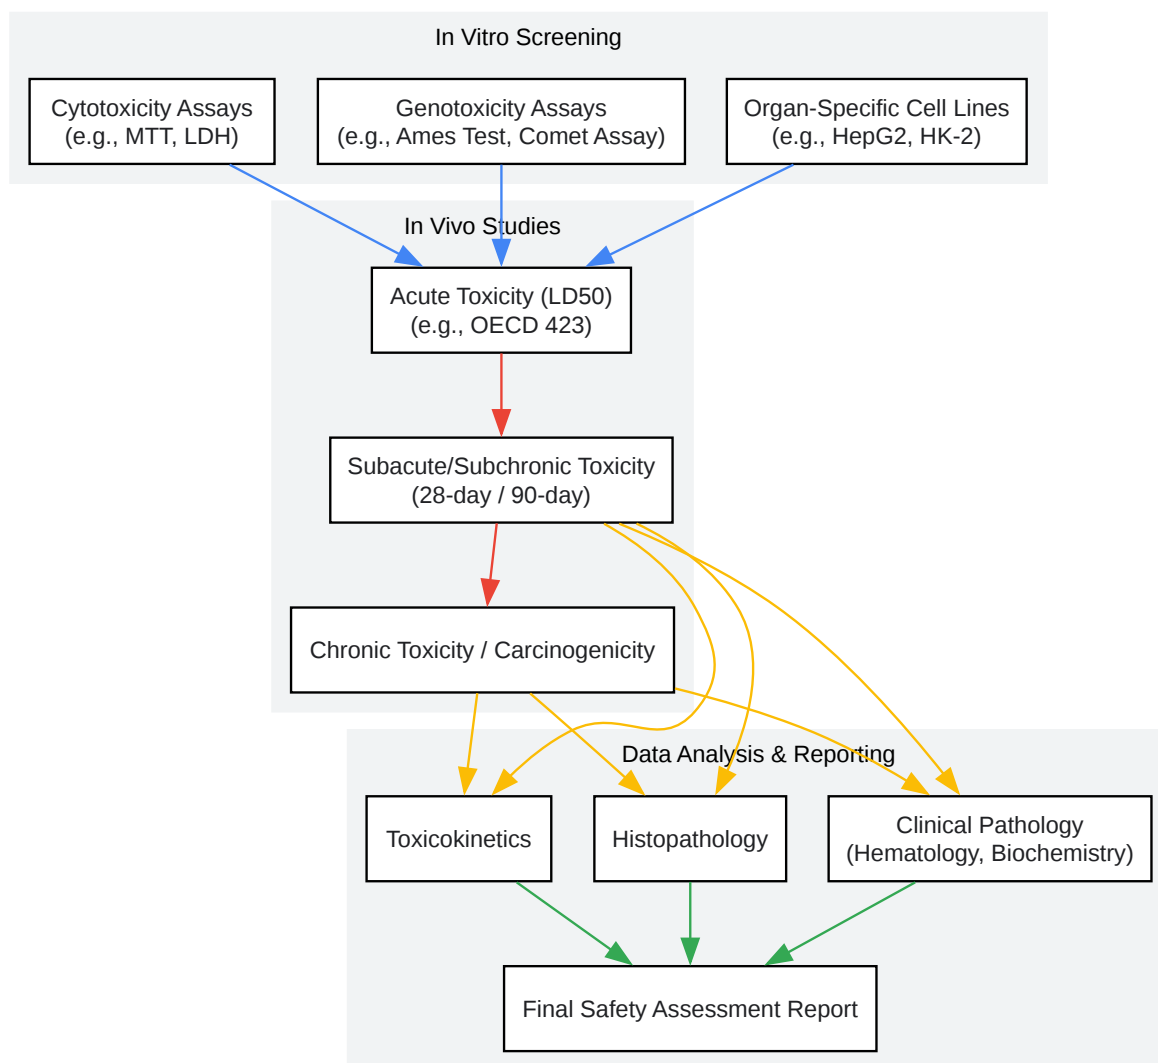 In Vitro Screening
Cytotoxicity Assays
(e.g., MTT, LDH)
Genotoxicity Assays
(e.g., Ames Test, Comet Assay)
Organ-Specific Cell Lines
(e.g., HepG2, HK-2)
In Vivo Studies
Acute Toxicity (LD50)
(e.g., OECD 423)
Subacute/Subchronic Toxicity
(28-day / 90-day)
Chronic Toxicity / Carcinogenicity
Data Analysis & Reporting
Toxicokinetics
Histopathology
Clinical Pathology
(Hematology, Biochemistry)
Final Safety Assessment Report